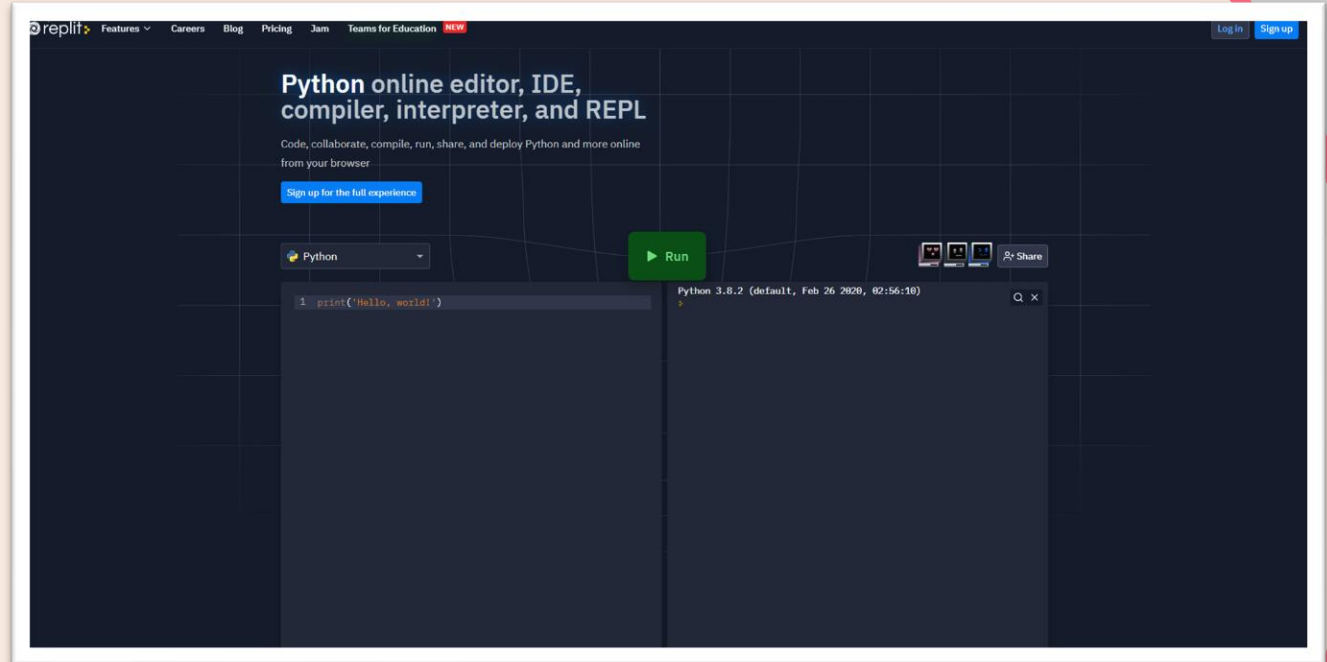 replit
Features
Careers
Blog
Pricing
Jam
Teams for Education
NEW
Log in
Sign up
Python online editor, IDE,
compiler, interpreter, and REPL
Code, collaborate, compile, run, share, and deploy Python and more online
from your browser
Sign up for the full experience
Python
Run
Share
1 print('Hello, world!')
Python 3.8.2 (default, Feb 26 2020, 02:56:10)
>